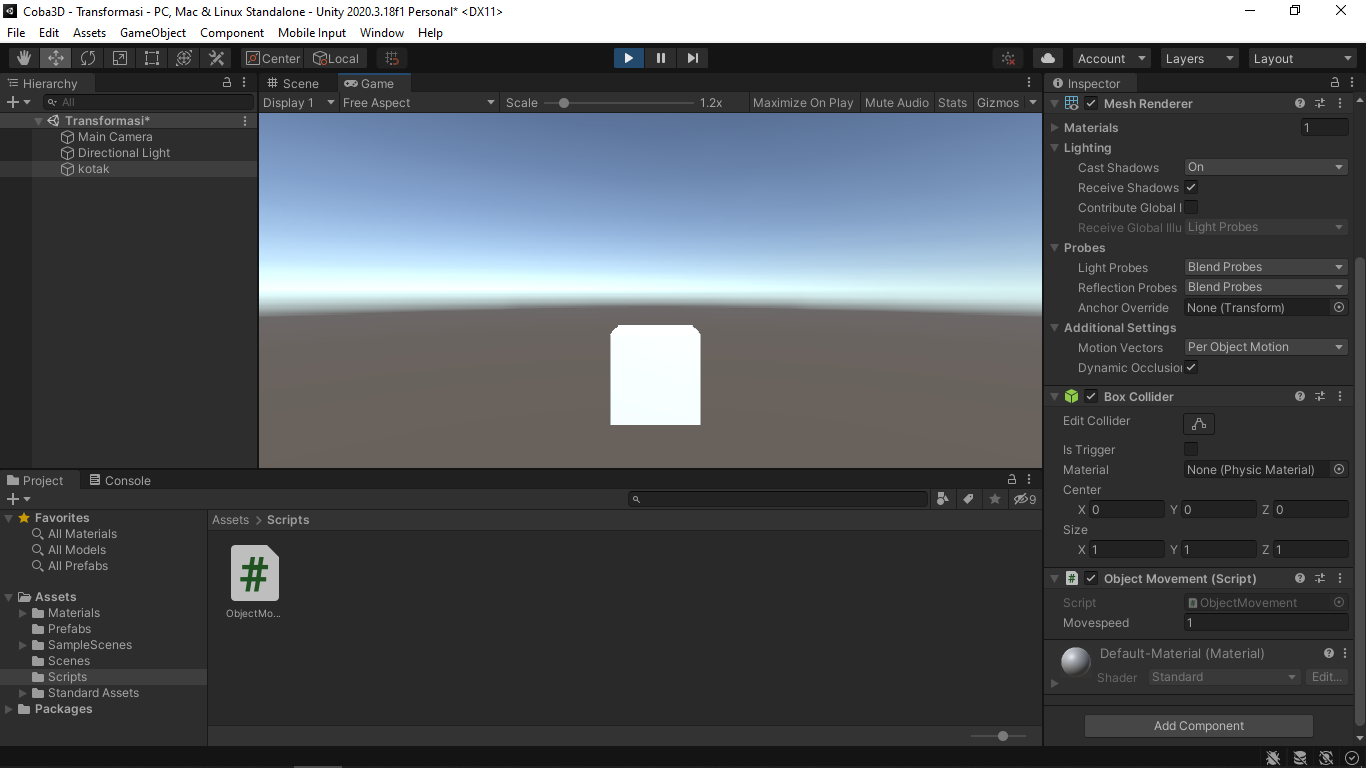 Coba3D - Transformasi - PC, Mac & Linux Standalone - Unity 2020.3.18f1 Personal* <DX11>
File Edit Assets GameObject Component Mobile Input Window Help
Center Local Account Layers Layout
Hierarchy
All
Transformasi*
Main Camera
Directional Light
kotak
Scene Game
Display 1 Free Aspect Scale 1.2x Maximize On Play Mute Audio Stats Gizmos
Inspector
Mesh Renderer
Materials 1
Lighting
Cast Shadows On
Receive Shadows
Contribute Global I
Receive Global Illu Light Probes
Probes
Light Probes Blend Probes
Reflection Probes Blend Probes
Anchor Override None (Transform)
Additional Settings
Motion Vectors Per Object Motion
Dynamic Occlusion
Box Collider
Edit Collider
Is Trigger
Material None (Physic Material)
Center
X 0 Y 0 Z 0
Size
X 1 Y 1 Z 1
# Object Movement (Script)
Script ObjectMovement
Movespeed 1
Default-Material (Material)
Shader Standard Edit...
Add Component
Project Console
9
Favorites
All Materials
All Models
All Prefabs
Assets
Materials
Prefabs
SampleScenes
Scenes
Scripts
Standard Assets
Packages
Assets > Scripts
#
ObjectMo...